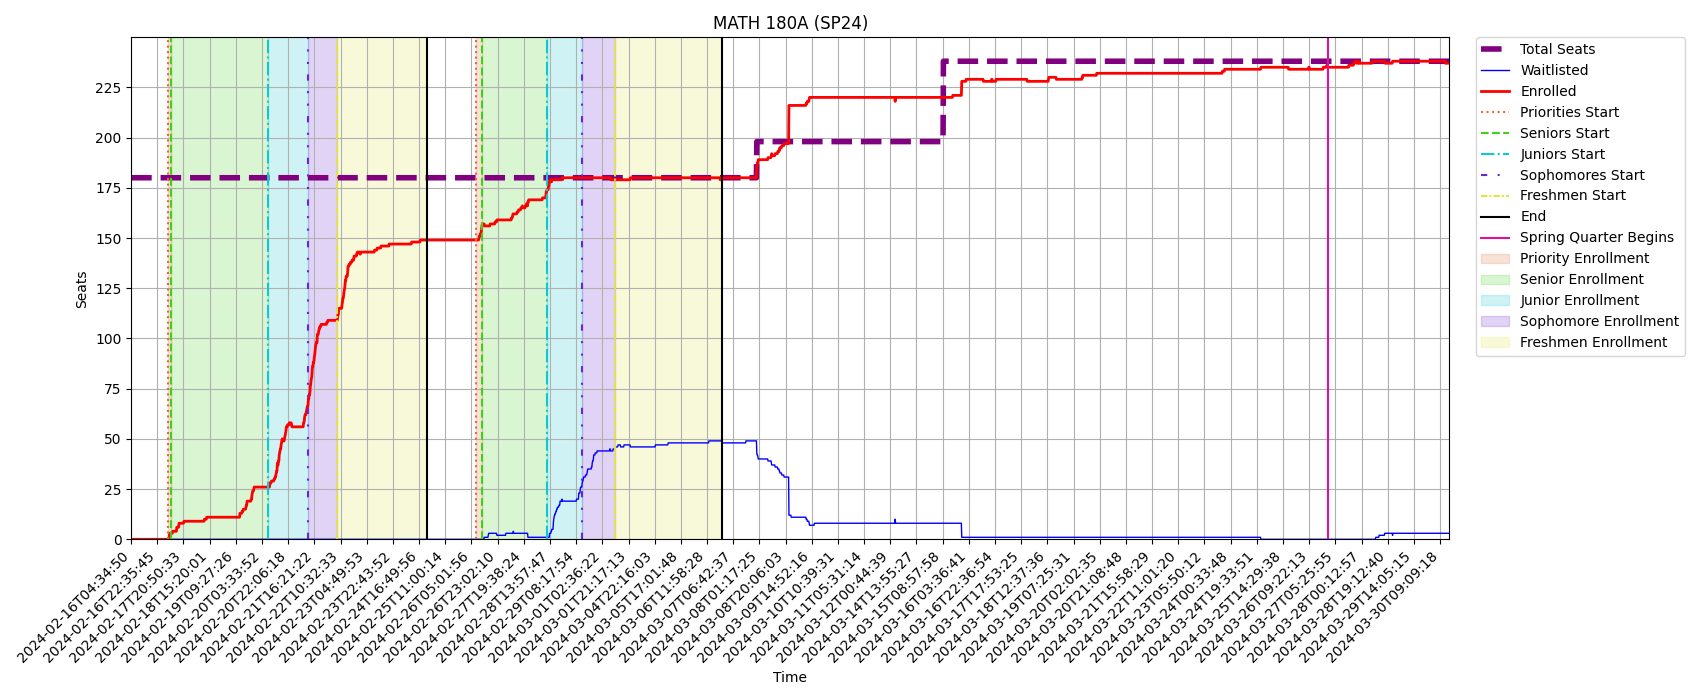 MATH 180A (SP24)
Seats
225
200
175
150
125
100
75
50
25
0
2024-02-16T04:34:50
2024-02-16T22:35:45
2024-02-17T20:50:33
2024-02-18T15:20:01
2024-02-19T09:27:26
2024-02-20T03:33:52
2024-02-20T22:06:18
2024-02-21T16:21:22
2024-02-22T10:32:33
2024-02-23T04:49:53
2024-02-23T22:43:52
2024-02-24T16:49:56
2024-02-25T11:00:14
2024-02-26T05:01:56
2024-02-26T23:02:10
2024-02-27T19:38:24
2024-02-28T13:57:47
2024-02-29T08:17:54
2024-03-01T02:36:22
2024-03-01T21:17:13
2024-03-04T22:16:03
2024-03-05T17:01:48
2024-03-06T11:58:28
2024-03-07T06:42:37
2024-03-08T01:17:25
2024-03-08T20:06:03
2024-03-09T14:52:16
2024-03-10T10:39:31
2024-03-11T05:31:14
2024-03-12T00:44:39
2024-03-14T13:55:27
2024-03-15T08:57:58
2024-03-16T03:36:41
2024-03-16T22:36:54
2024-03-17T17:53:25
2024-03-18T12:37:36
2024-03-19T07:25:31
2024-03-20T02:02:35
2024-03-20T21:08:48
2024-03-21T15:58:29
2024-03-22T11:01:20
2024-03-23T05:50:12
2024-03-24T00:33:48
2024-03-24T19:33:51
2024-03-25T14:29:38
2024-03-26T09:22:13
2024-03-27T05:25:55
2024-03-28T00:12:57
2024-03-28T19:12:40
2024-03-29T14:05:15
2024-03-30T09:09:18
Time
Total Seats
Waitlisted
Enrolled
Priorities Start
Seniors Start
Juniors Start
Sophomores Start
Freshmen Start
End
Spring Quarter Begins
Priority Enrollment
Senior Enrollment
Junior Enrollment
Sophomore Enrollment
Freshmen Enrollment